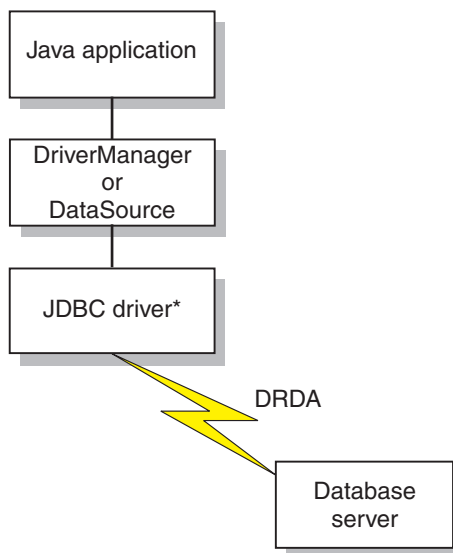 Java application
DriverManager
or
DataSource
JDBC driver*
DRDA
Database
server